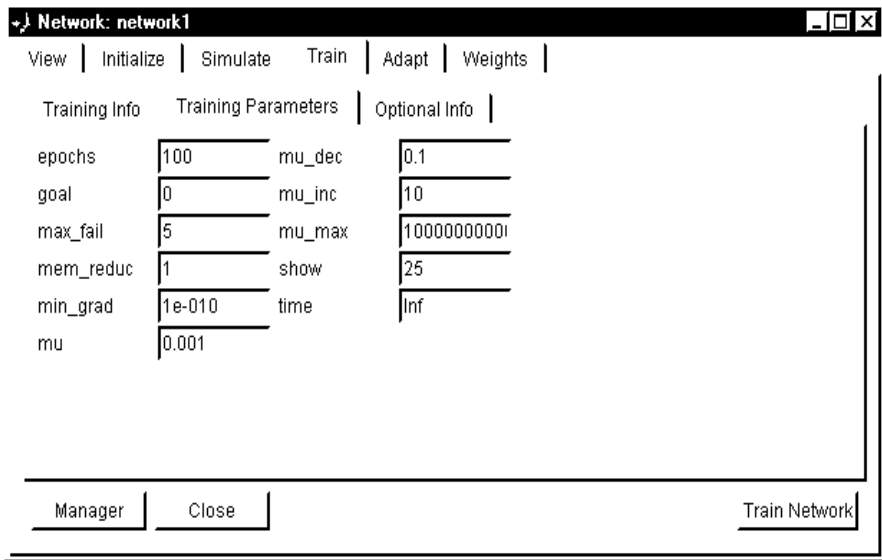 Network: network1
View Initialize Simulate Train Adapt Weights
Training Info Training Parameters Optional Info
epochs 100 mu_dec 0.1
goal 0 mu_inc 10
max_fail 5 mu_max 1000000000
mem_reduc 1 show 25
min_grad 1e-010 time Inf
mu 0.001
Manager Close Train Network